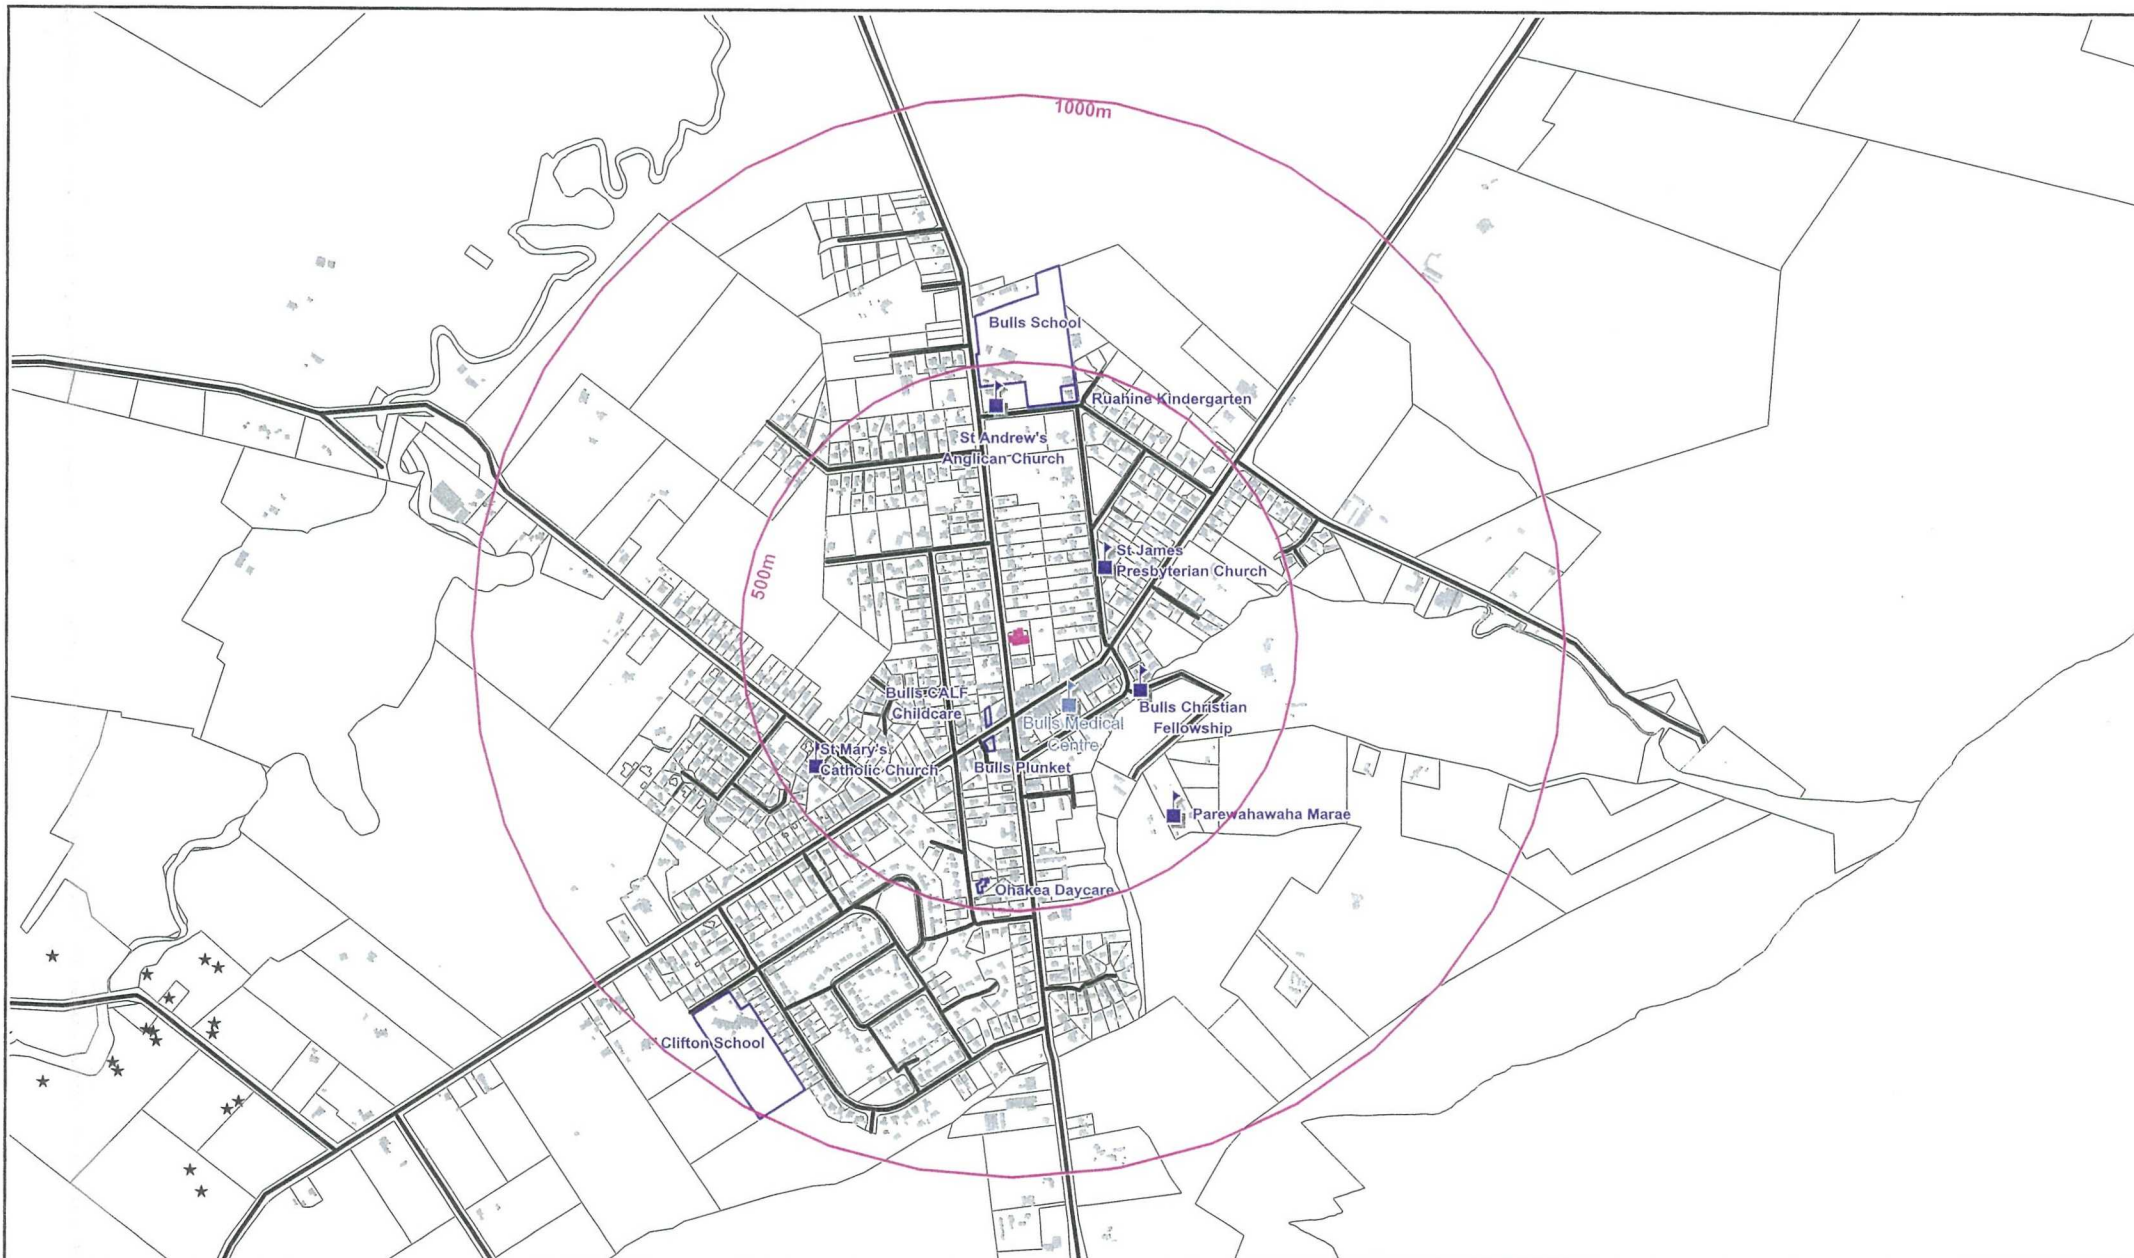 1000m
Bulls School
Ruahine Kindergarten
St Andrew's
Anglican Church
500m
St James
Presbyterian Church
Bulls CALF
Childcare
Bulls Medical
Centre
Bulls Christian
Fellowship
St Mary's
Catholic Church
Bulls Plunket
Parewahawaha Marae
Ohakea Daycare
Clifton School